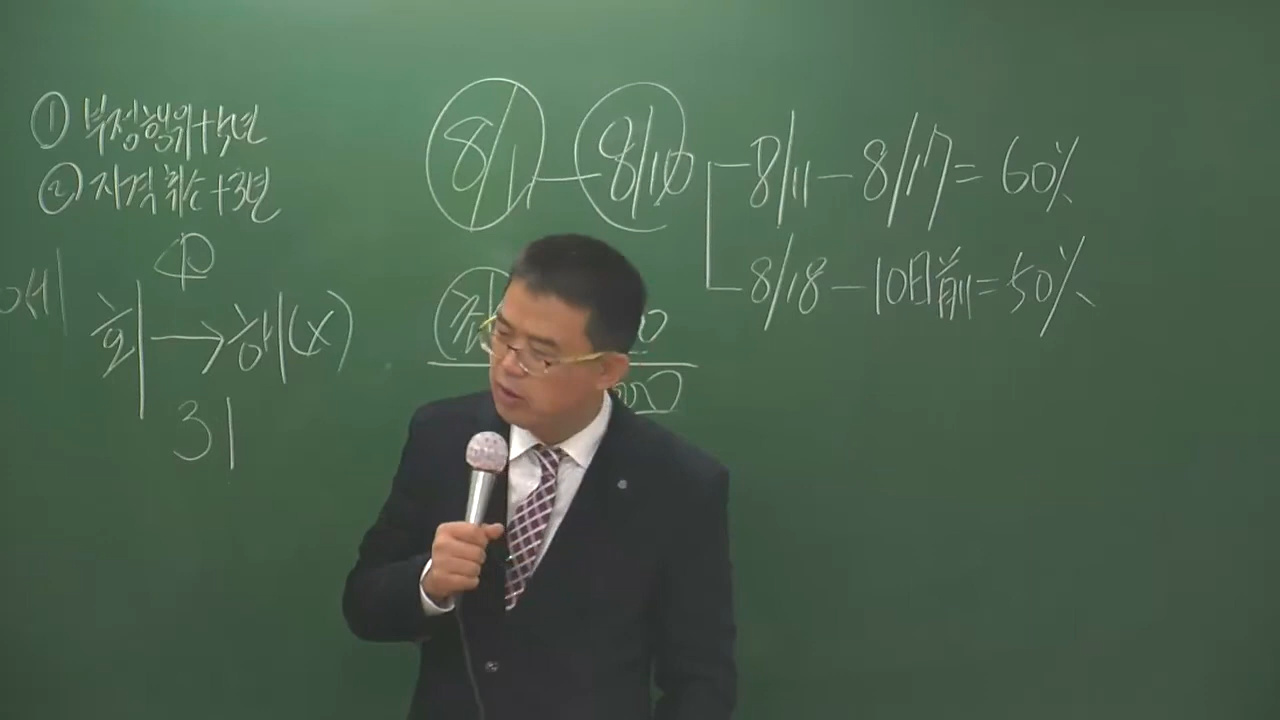 ① 부정행위+5년
② 자격취소+3년
회 → 해(X)
31
8/1 — 8/10
8/11 — 8/17 = 60%
8/18 — 10日前 = 50%